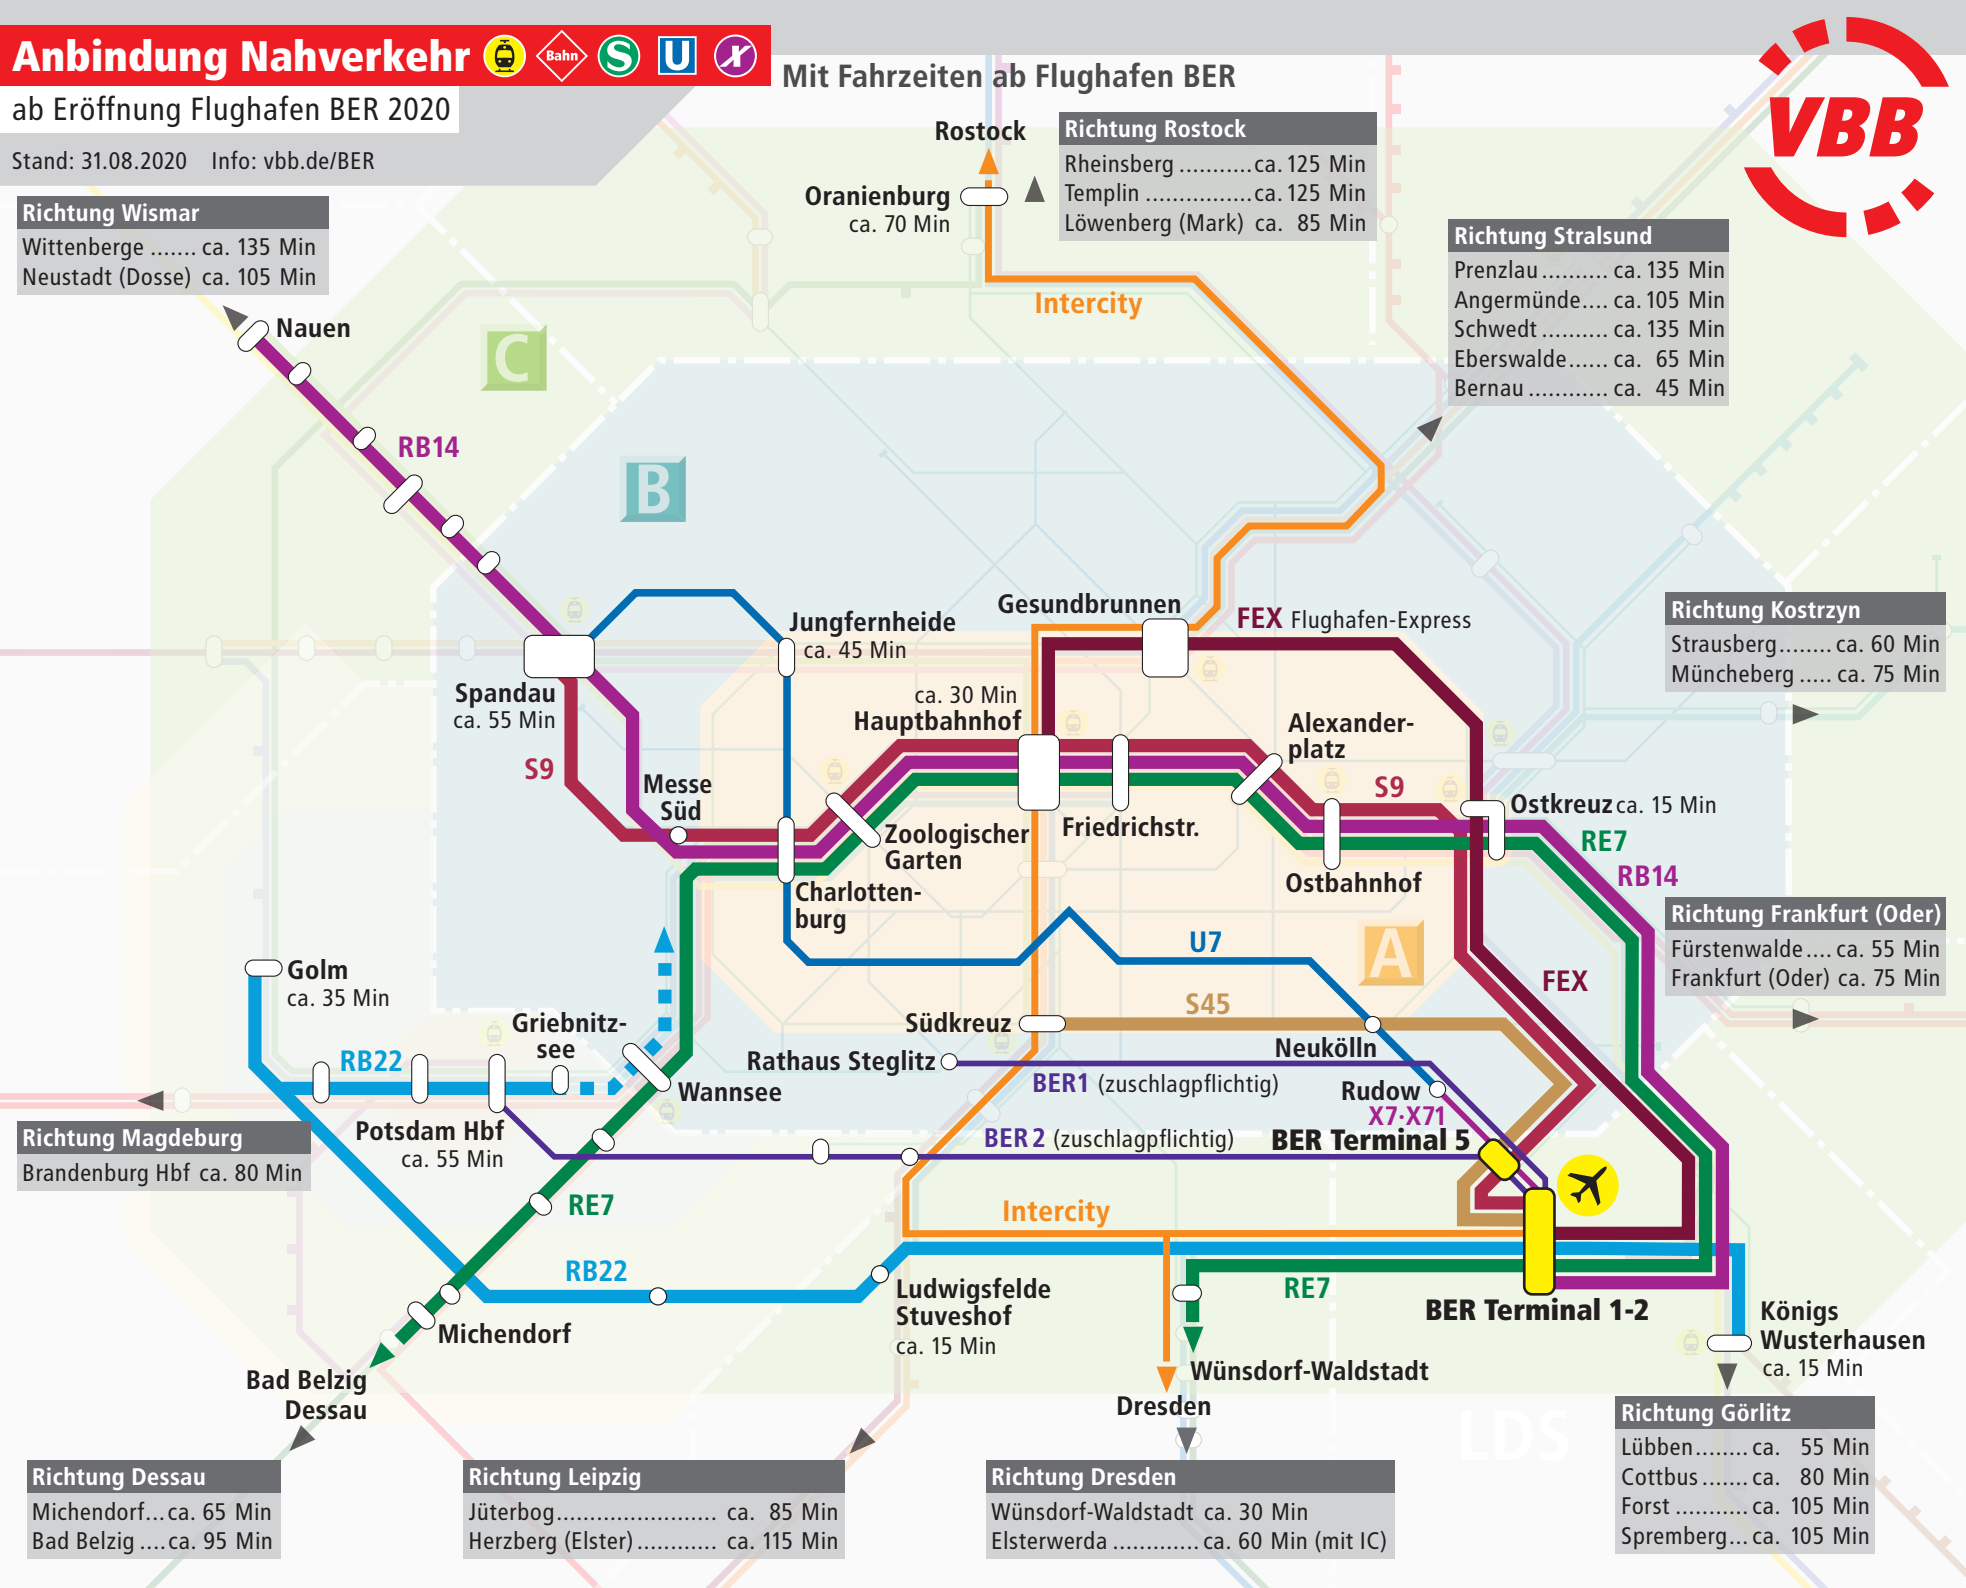 Anbindung Nahverkehr
Bahn
S
U
X
ab Eröffnung Flughafen BER 2020
Stand: 31.08.2020 Info: vbb.de/BER
Mit Fahrzeiten ab Flughafen BER
VBB
Rostock
Oranienburg
ca. 70 Min
Richtung Rostock
Rheinsberg ...........ca. 125 Min
Templin ................ca. 125 Min
Löwenberg (Mark) ca. 85 Min
Richtung Wismar
Wittenberge ....... ca. 135 Min
Neustadt (Dosse) ca. 105 Min
Richtung Stralsund
Prenzlau .......... ca. 135 Min
Angermünde.... ca. 105 Min
Schwedt .......... ca. 135 Min
Eberswalde...... ca. 65 Min
Bernau ............ ca. 45 Min
Intercity
Nauen
C
RB14
B
Jungfernheide
ca. 45 Min
Gesundbrunnen
FEX Flughafen-Express
Richtung Kostrzyn
Strausberg........ ca. 60 Min
Müncheberg ..... ca. 75 Min
Spandau
ca. 55 Min
ca. 30 Min
Hauptbahnhof
Alexander-
platz
S9
Messe
Süd
S9
Ostkreuz ca. 15 Min
Zoologischer
Garten
Friedrichstr.
RE7
RB14
Ostbahnhof
Charlotten-
burg
Richtung Frankfurt (Oder)
Fürstenwalde.... ca. 55 Min
Frankfurt (Oder) ca. 75 Min
U7
A
FEX
Golm
ca. 35 Min
S45
Südkreuz
Griebnitz-
see
Neukölln
RB22
Rathaus Steglitz
BER1 (zuschlagpflichtig)
Wannsee
Rudow
X7·X71
Richtung Magdeburg
Brandenburg Hbf ca. 80 Min
Potsdam Hbf
ca. 55 Min
BER 2 (zuschlagpflichtig)
BER Terminal 5
RE7
Intercity
RB22
Ludwigsfelde
Stuveshof
ca. 15 Min
RE7
BER Terminal 1-2
Königs
Wusterhausen
ca. 15 Min
Michendorf
Bad Belzig
Dessau
Wünsdorf-Waldstadt
Dresden
LDS
Richtung Görlitz
Lübben........ ca. 55 Min
Cottbus ....... ca. 80 Min
Forst ........... ca. 105 Min
Spremberg... ca. 105 Min
Richtung Dessau
Michendorf... ca. 65 Min
Bad Belzig .... ca. 95 Min
Richtung Leipzig
Jüterbog........................ ca. 85 Min
Herzberg (Elster)............ ca. 115 Min
Richtung Dresden
Wünsdorf-Waldstadt ca. 30 Min
Elsterwerda ............. ca. 60 Min (mit IC)